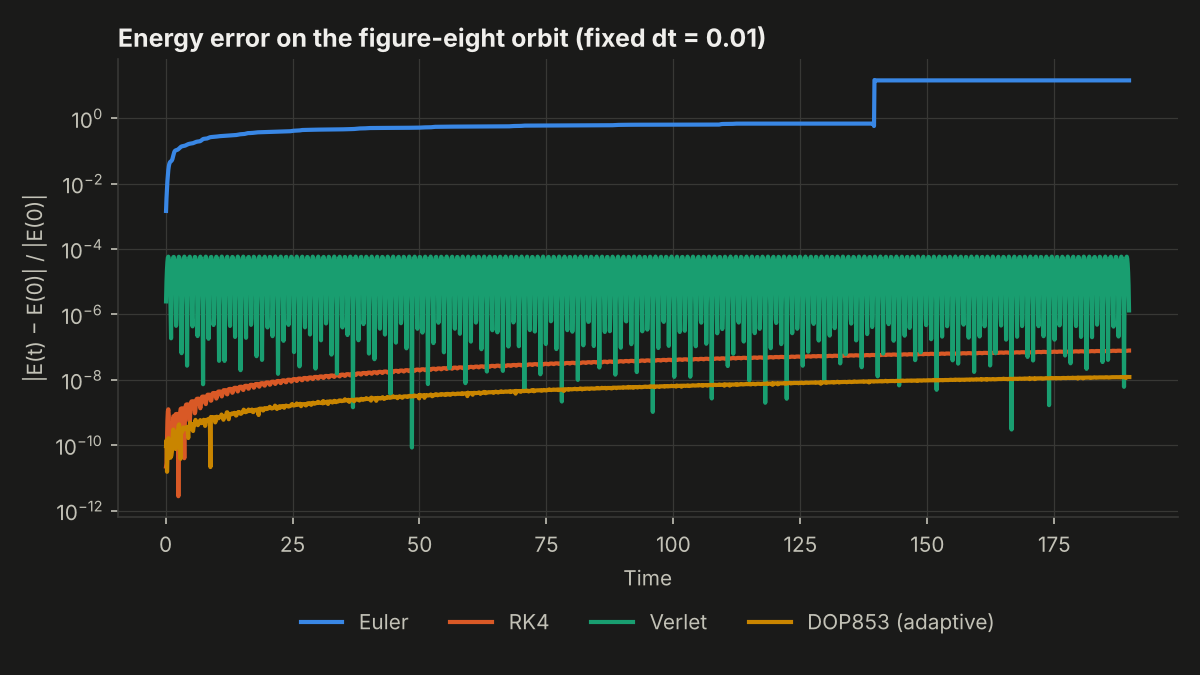 Energy error on the figure-eight orbit (fixed dt = 0.01)
|E(t) − E(0)| / |E(0)|
10⁰
10⁻²
10⁻⁴
10⁻⁶
10⁻⁸
10⁻¹⁰
10⁻¹²
0 25 50 75 100 125 150 175
Time
Euler RK4 Verlet DOP853 (adaptive)